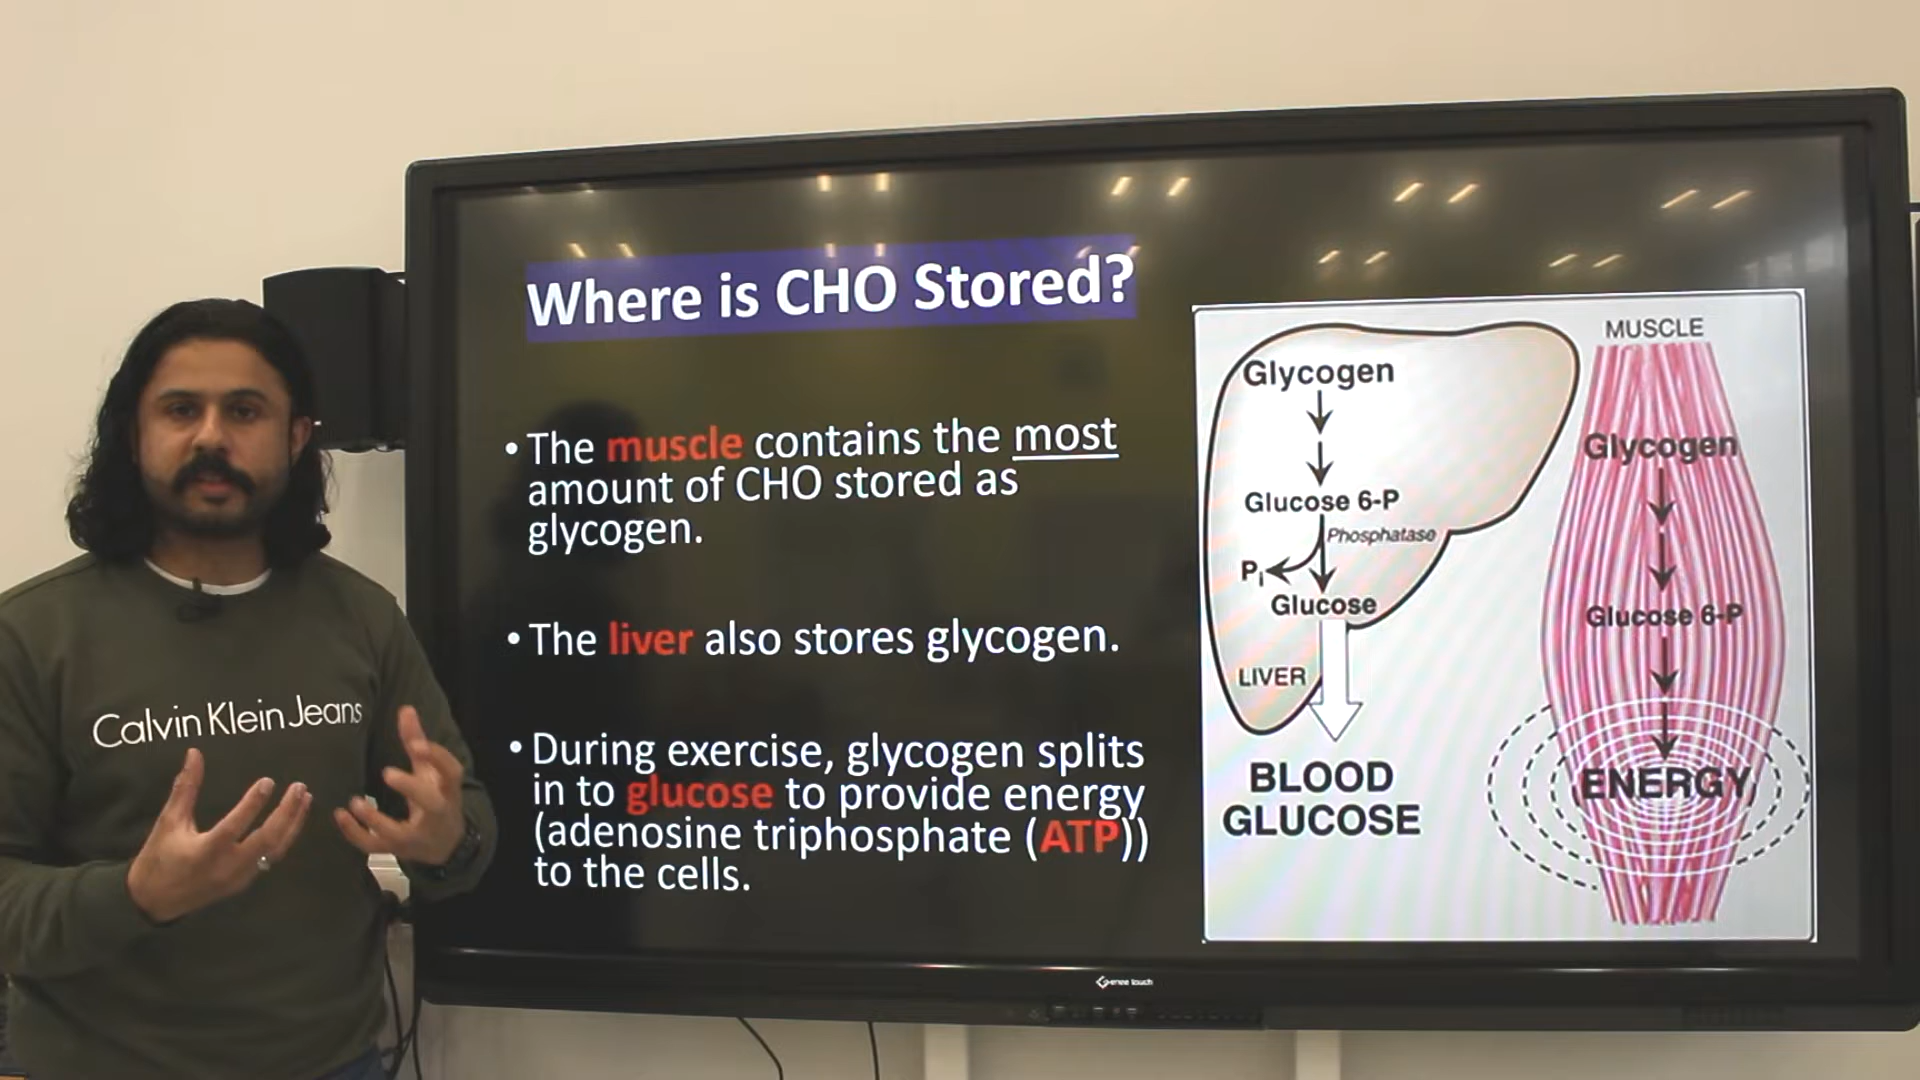 Where is CHO Stored?
• The muscle contains the most
amount of CHO stored as
glycogen.
• The liver also stores glycogen.
• During exercise, glycogen splits
in to glucose to provide energy
(adenosine triphosphate (ATP))
to the cells.
Glycogen
Glucose 6-P
Phosphatase
Pi
Glucose
LIVER
BLOOD
GLUCOSE
MUSCLE
Glycogen
Glucose 6-P
ENERGY
Calvin Klein Jeans
Genee touch